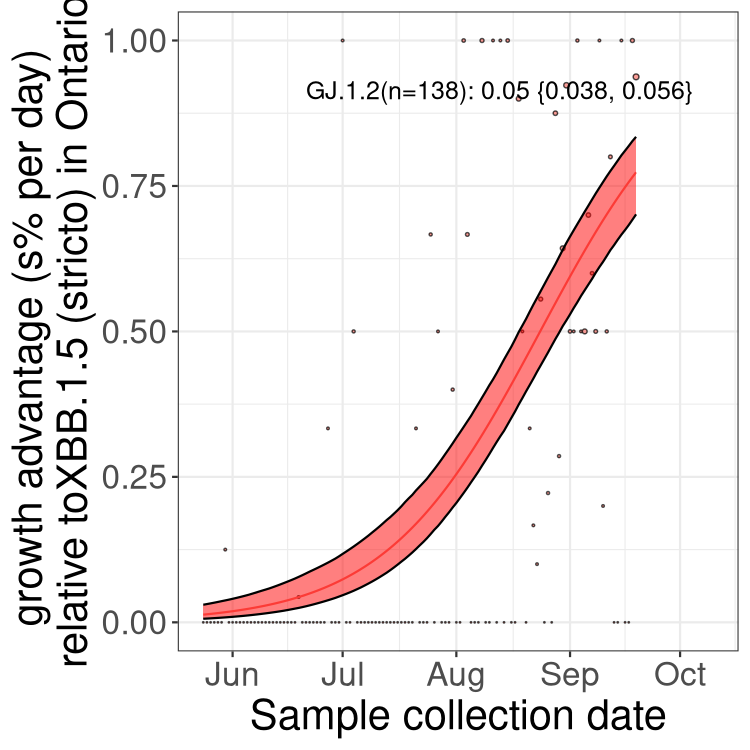 growth advantage (s% per day)
relative toXBB.1.5 (stricto) in Ontario
1.00
0.75
0.50
0.25
0.00
GJ.1.2(n=138): 0.05 {0.038, 0.056}
Jun Jul Aug Sep Oct
Sample collection date